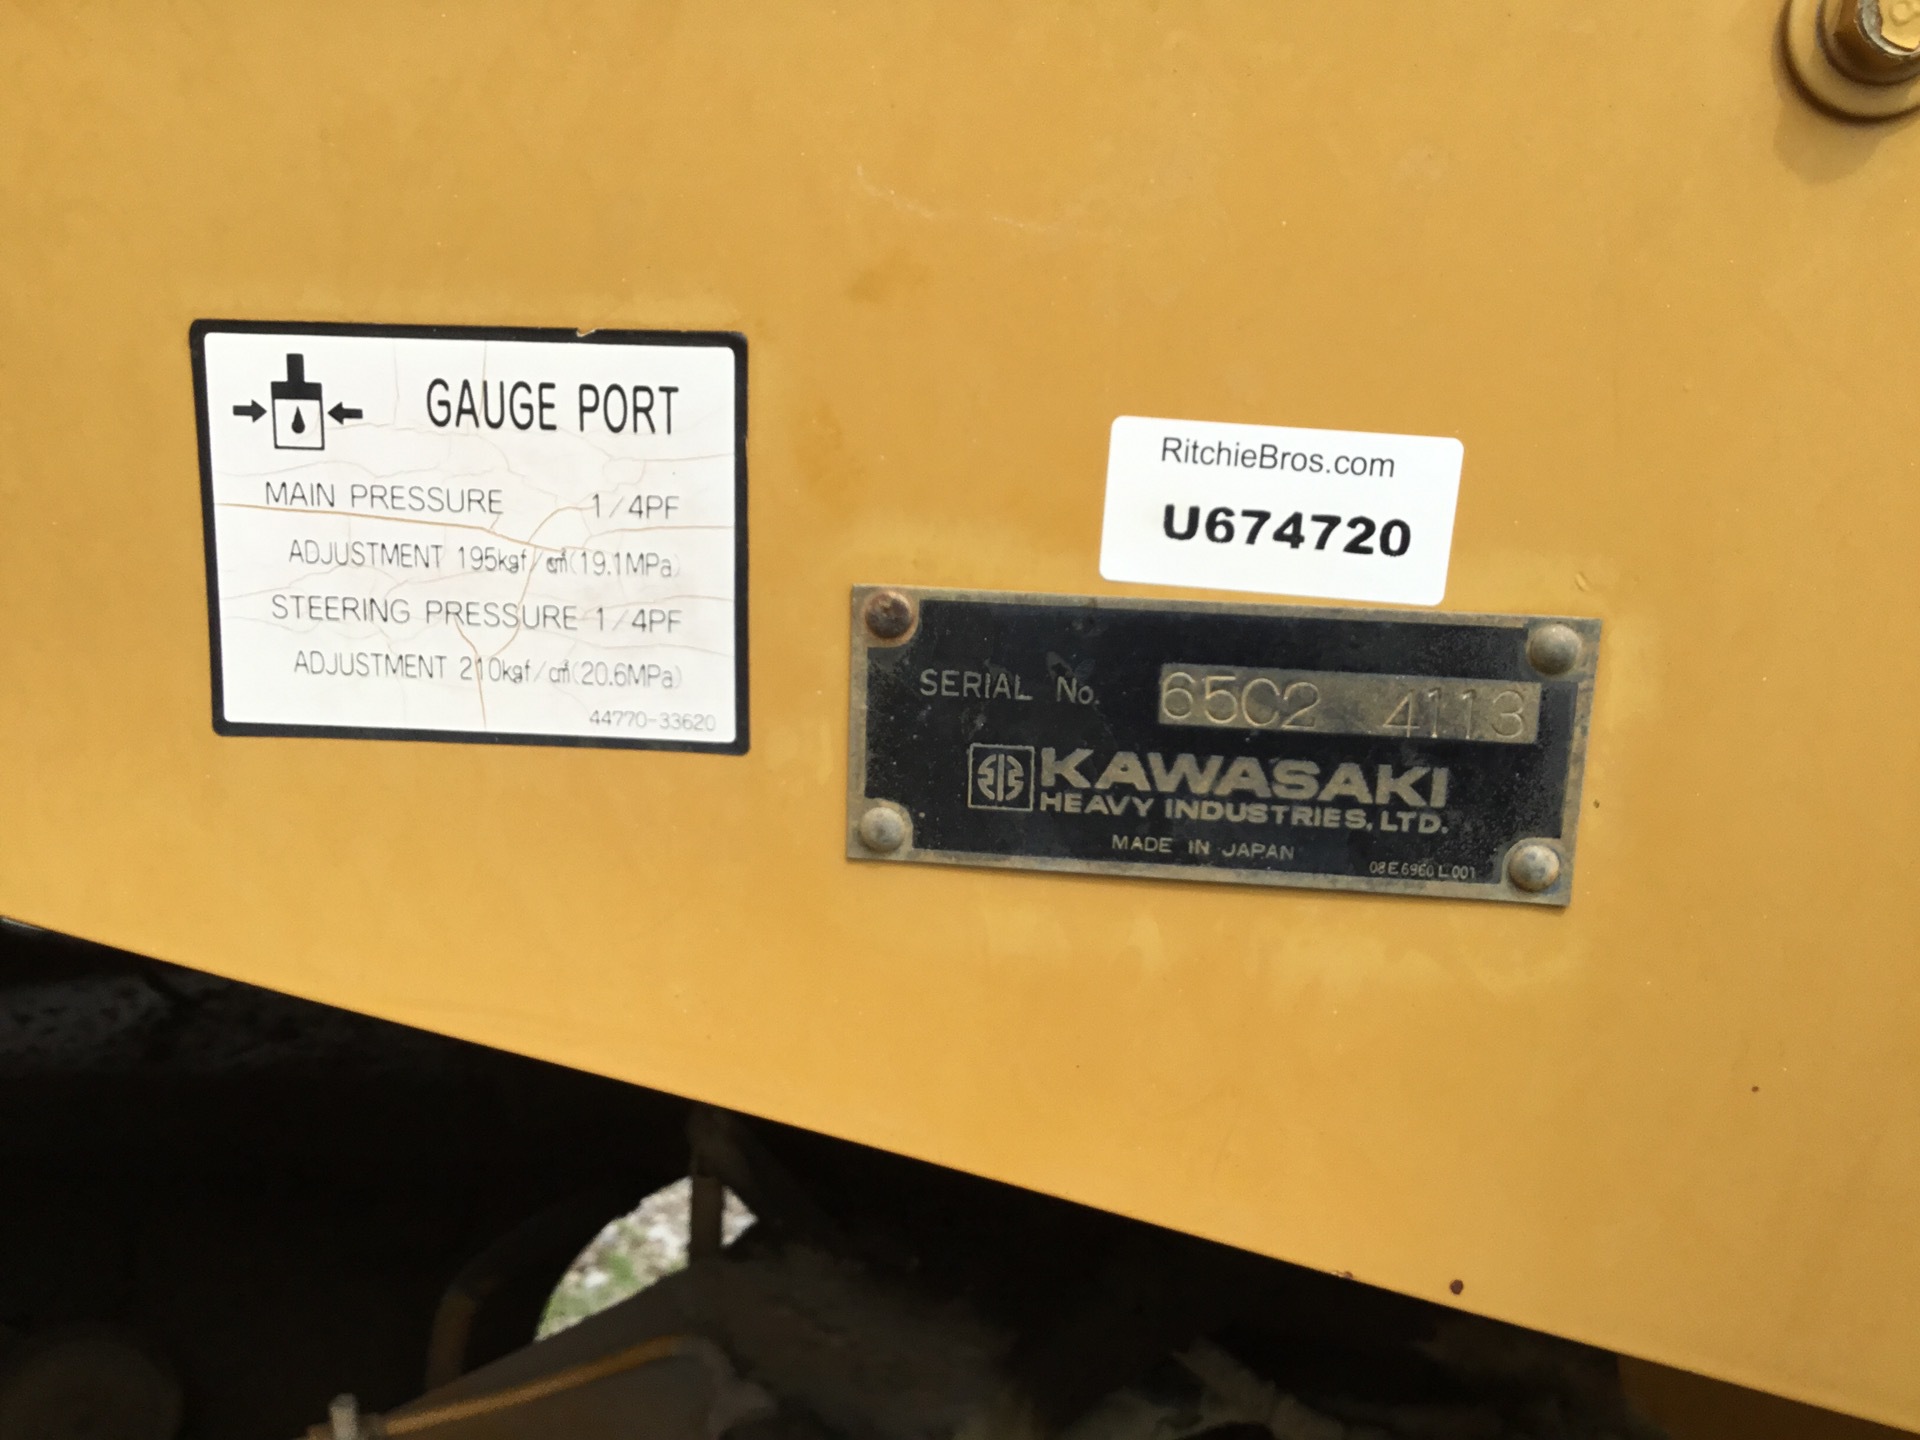 GAUGE PORT
MAIN PRESSURE 1/4PF
ADJUSTMENT 195kgf/cm²(19.1MPa)
STEERING PRESSURE 1/4PF
ADJUSTMENT 210kgf/cm²(20.6MPa)
44770-33620
RitchieBros.com
U674720
SERIAL No. 65C2 4113
KAWASAKI
HEAVY INDUSTRIES, LTD.
MADE IN JAPAN
08E6960L001